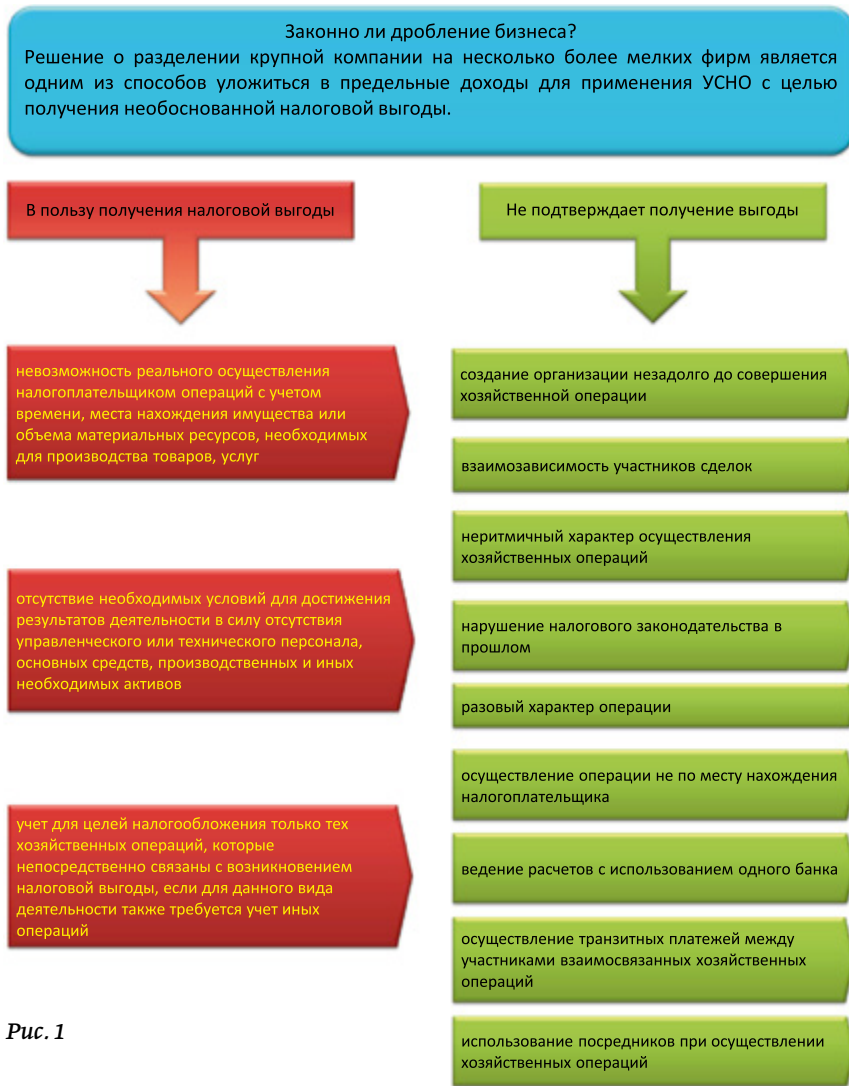 Законно ли дробление бизнеса?
Решение о разделении крупной компании на несколько более мелких фирм является
одним из способов уложиться в предельные доходы для применения УСНО с целью
получения необоснованной налоговой выгоды.
В пользу получения налоговой выгоды
невозможность реального осуществления
налогоплательщиком операций с учетом
времени, места нахождения имущества или
объема материальных ресурсов, необходимых
для производства товаров, услуг
отсутствие необходимых условий для достижения
результатов деятельности в силу отсутствия
управленческого или технического персонала,
основных средств, производственных и иных
необходимых активов
учет для целей налогообложения только тех
хозяйственных операций, которые
непосредственно связаны с возникновением
налоговой выгоды, если для данного вида
деятельности также требуется учет иных
операций
Не подтверждает получение выгоды
создание организации незадолго до совершения
хозяйственной операции
взаимозависимость участников сделок
неритмичный характер осуществления
хозяйственных операций
нарушение налогового законодательства в
прошлом
разовый характер операции
осуществление операции не по месту нахождения
налогоплательщика
ведение расчетов с использованием одного банка
осуществление транзитных платежей между
участниками взаимосвязанных хозяйственных
операций
использование посредников при осуществлении
хозяйственных операций
Рис. 1